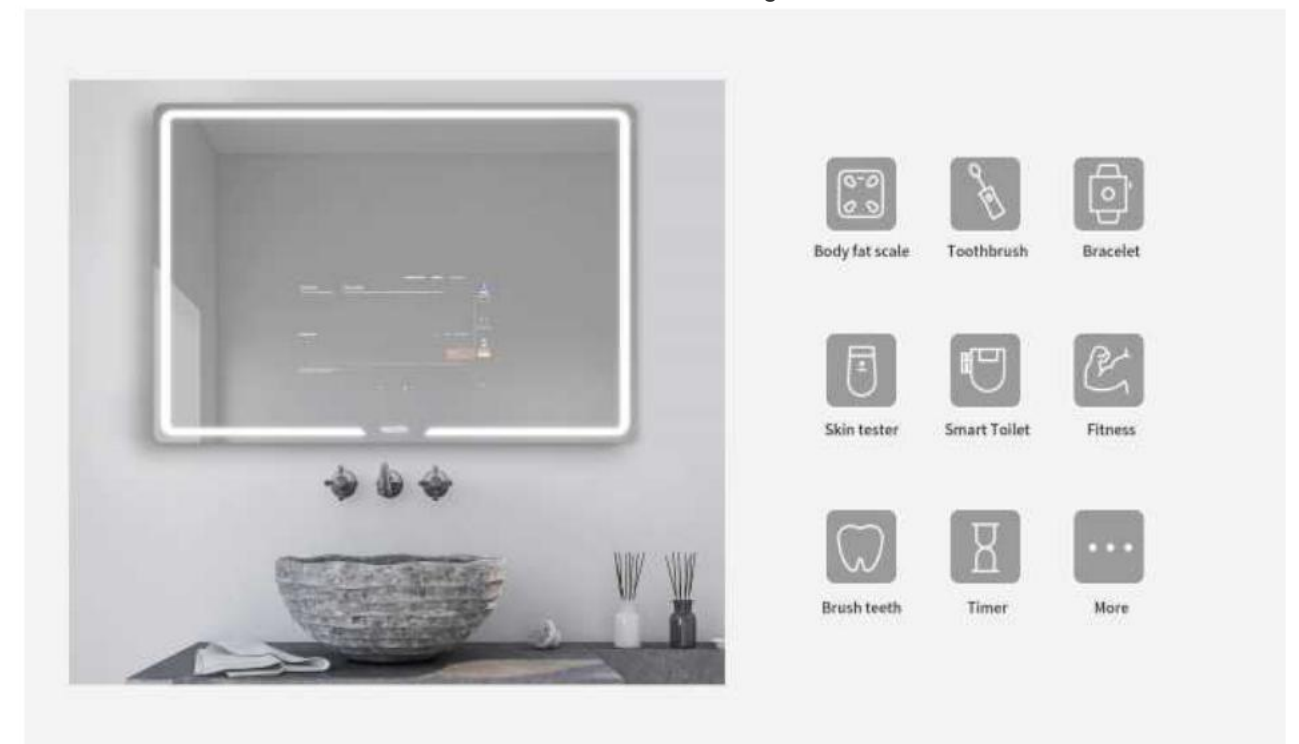 Body fat scale
Toothbrush
Bracelet
Skin tester
Smart Toilet
Fitness
Brush teeth
Timer
More